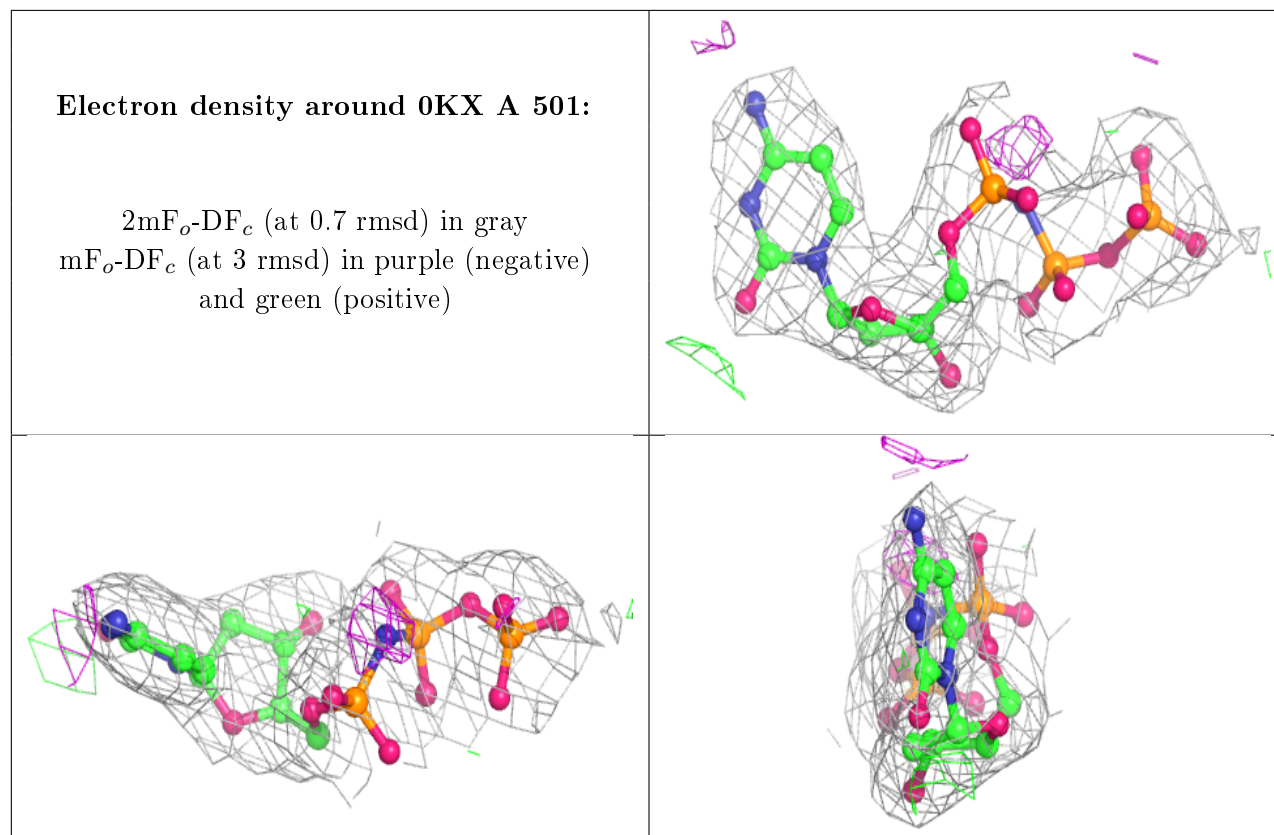 Electron density around 0KX A 501:
2mFo-DFc (at 0.7 rmsd) in gray
mFo-DFc (at 3 rmsd) in purple (negative)
and green (positive)